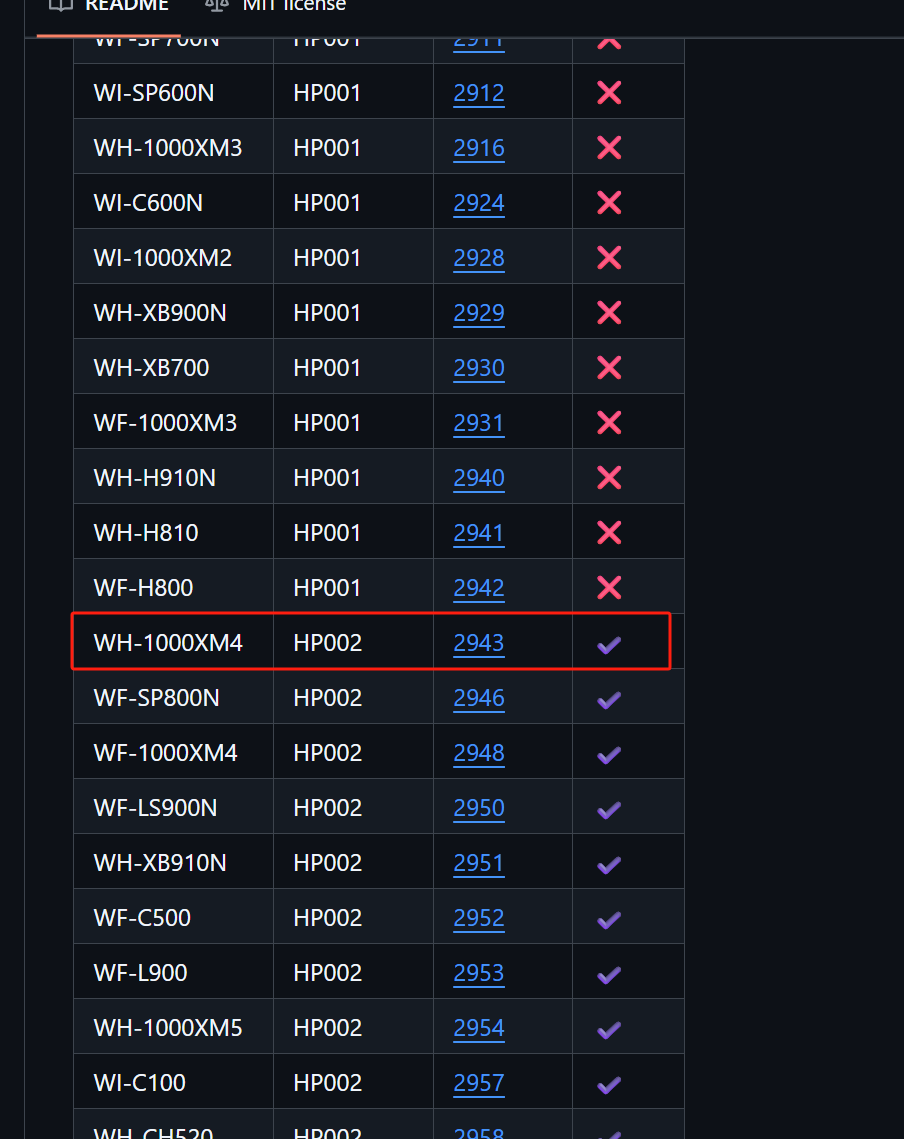 README MIT license
WF-SP700N HP001 2911 ❌
WI-SP600N HP001 2912 ❌
WH-1000XM3 HP001 2916 ❌
WI-C600N HP001 2924 ❌
WI-1000XM2 HP001 2928 ❌
WH-XB900N HP001 2929 ❌
WH-XB700 HP001 2930 ❌
WF-1000XM3 HP001 2931 ❌
WH-H910N HP001 2940 ❌
WH-H810 HP001 2941 ❌
WF-H800 HP001 2942 ❌
WH-1000XM4 HP002 2943 ✔
WF-SP800N HP002 2946 ✔
WF-1000XM4 HP002 2948 ✔
WF-LS900N HP002 2950 ✔
WH-XB910N HP002 2951 ✔
WF-C500 HP002 2952 ✔
WF-L900 HP002 2953 ✔
WH-1000XM5 HP002 2954 ✔
WI-C100 HP002 2957 ✔
WH-CH520 HP002 2958 ✔